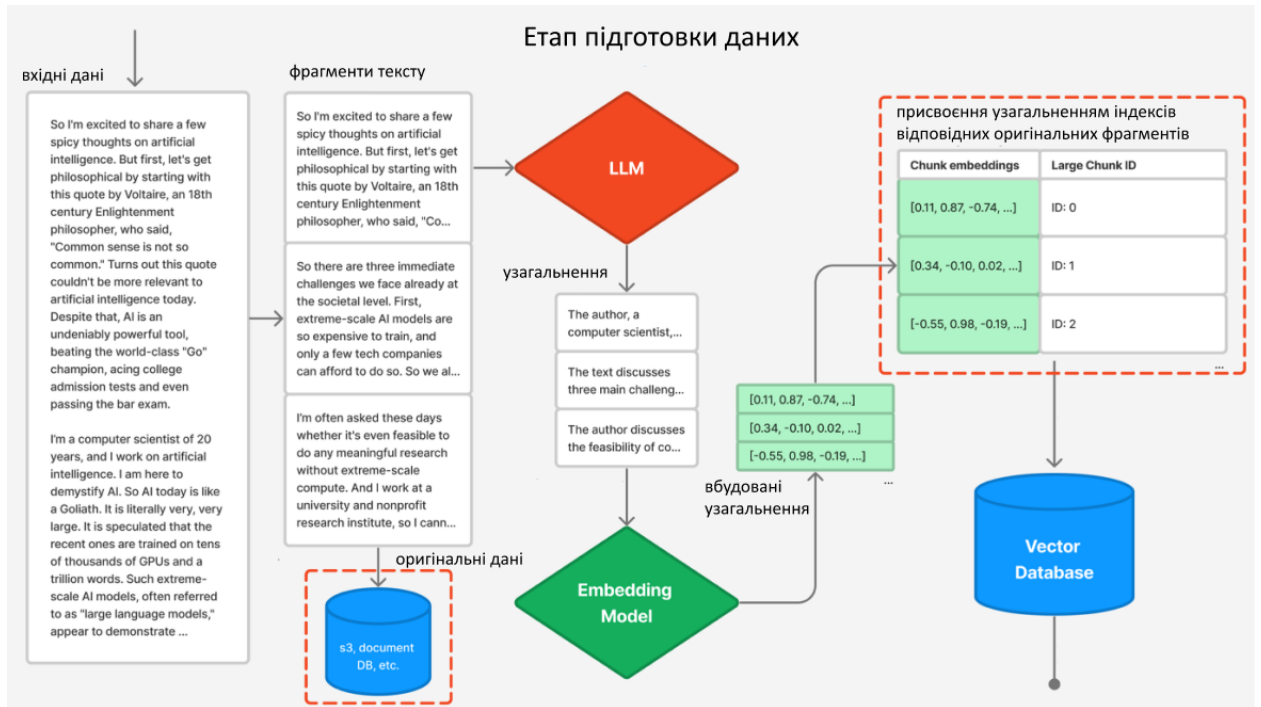 Етап підготовки даних
вхідні дані
So I'm excited to share a few
spicy thoughts on artificial
intelligence. But first, let's get
philosophical by starting with
this quote by Voltaire, an 18th
century Enlightenment
philosopher, who said,
"Common sense is not so
common." Turns out this quote
couldn't be more relevant to
artificial intelligence today.
Despite that, AI is an
undeniably powerful tool,
beating the world-class "Go"
champion, acing college
admission tests and even
passing the bar exam.
I'm a computer scientist of 20
years, and I work on artificial
intelligence. I am here to
demystify AI. So AI today is like
a Goliath. It is literally very, very
large. It is speculated that the
recent ones are trained on tens
of thousands of GPUs and a
trillion words. Such extreme-
scale AI models, often referred
to as "large language models,"
appear to demonstrate ...
фрагменти тексту
So I'm excited to share a few
spicy thoughts on artificial
intelligence. But first, let's get
philosophical by starting with
this quote by Voltaire, an 18th
century Enlightenment
philosopher, who said, "Co...
So there are three immediate
challenges we face already at
the societal level. First,
extreme-scale AI models are
so expensive to train, and
only a few tech companies
can afford to do so. So we al...
I'm often asked these days
whether it's even feasible to
do any meaningful research
without extreme-scale
compute. And I work at a
university and nonprofit
research institute, so I cann...
оригінальні дані
s3, document
DB, etc.
LLM
узагальнення
The author, a
computer scientist,...
The text discusses
three main challeng...
The author discusses
the feasibility of co...
Embedding
Model
[0.11, 0.87, -0.74, ...]
[0.34, -0.10, 0.02, ...]
[-0.55, 0.98, -0.19, ...]
...
вбудовані
узагальнення
присвоєння узагальненням індексів
відповідних оригінальних фрагментів
Chunk embeddings Large Chunk ID
[0.11, 0.87, -0.74, ...] ID: 0
[0.34, -0.10, 0.02, ...] ID: 1
[-0.55, 0.98, -0.19, ...] ID: 2
...
Vector
Database